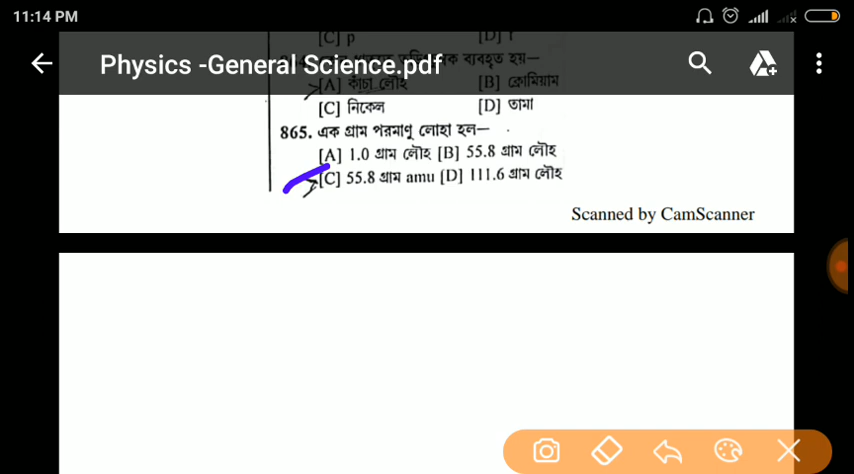 11:14 PM
[C] p [D] r
Physics -General Science.pdf ব্যবহৃত হয়—
[A] কাঁচা লৌহ [B] ক্রোমিয়াম
[C] নিকেল [D] তামা
865. এক গ্রাম পরমাণু লোহা হল—
[A] 1.0 গ্রাম লৌহ [B] 55.8 গ্রাম লৌহ
[C] 55.8 গ্রাম amu [D] 111.6 গ্রাম লৌহ
Scanned by CamScanner